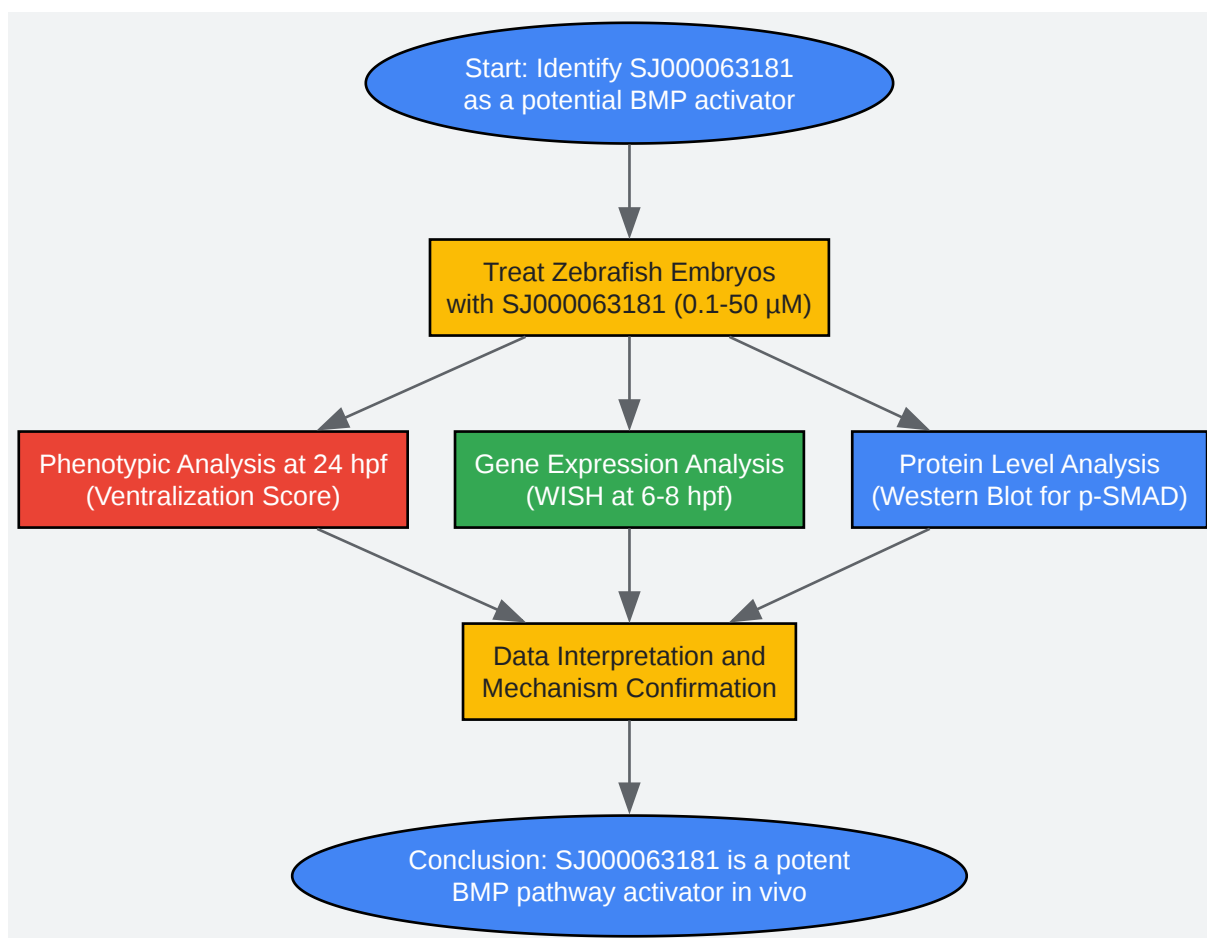 Start: Identify SJ000063181
as a potential BMP activator
Treat Zebrafish Embryos
with SJ000063181 (0.1-50 µM)
Phenotypic Analysis at 24 hpf
(Ventralization Score)
Gene Expression Analysis
(WISH at 6-8 hpf)
Protein Level Analysis
(Western Blot for p-SMAD)
Data Interpretation and
Mechanism Confirmation
Conclusion: SJ000063181 is a potent
BMP pathway activator in vivo